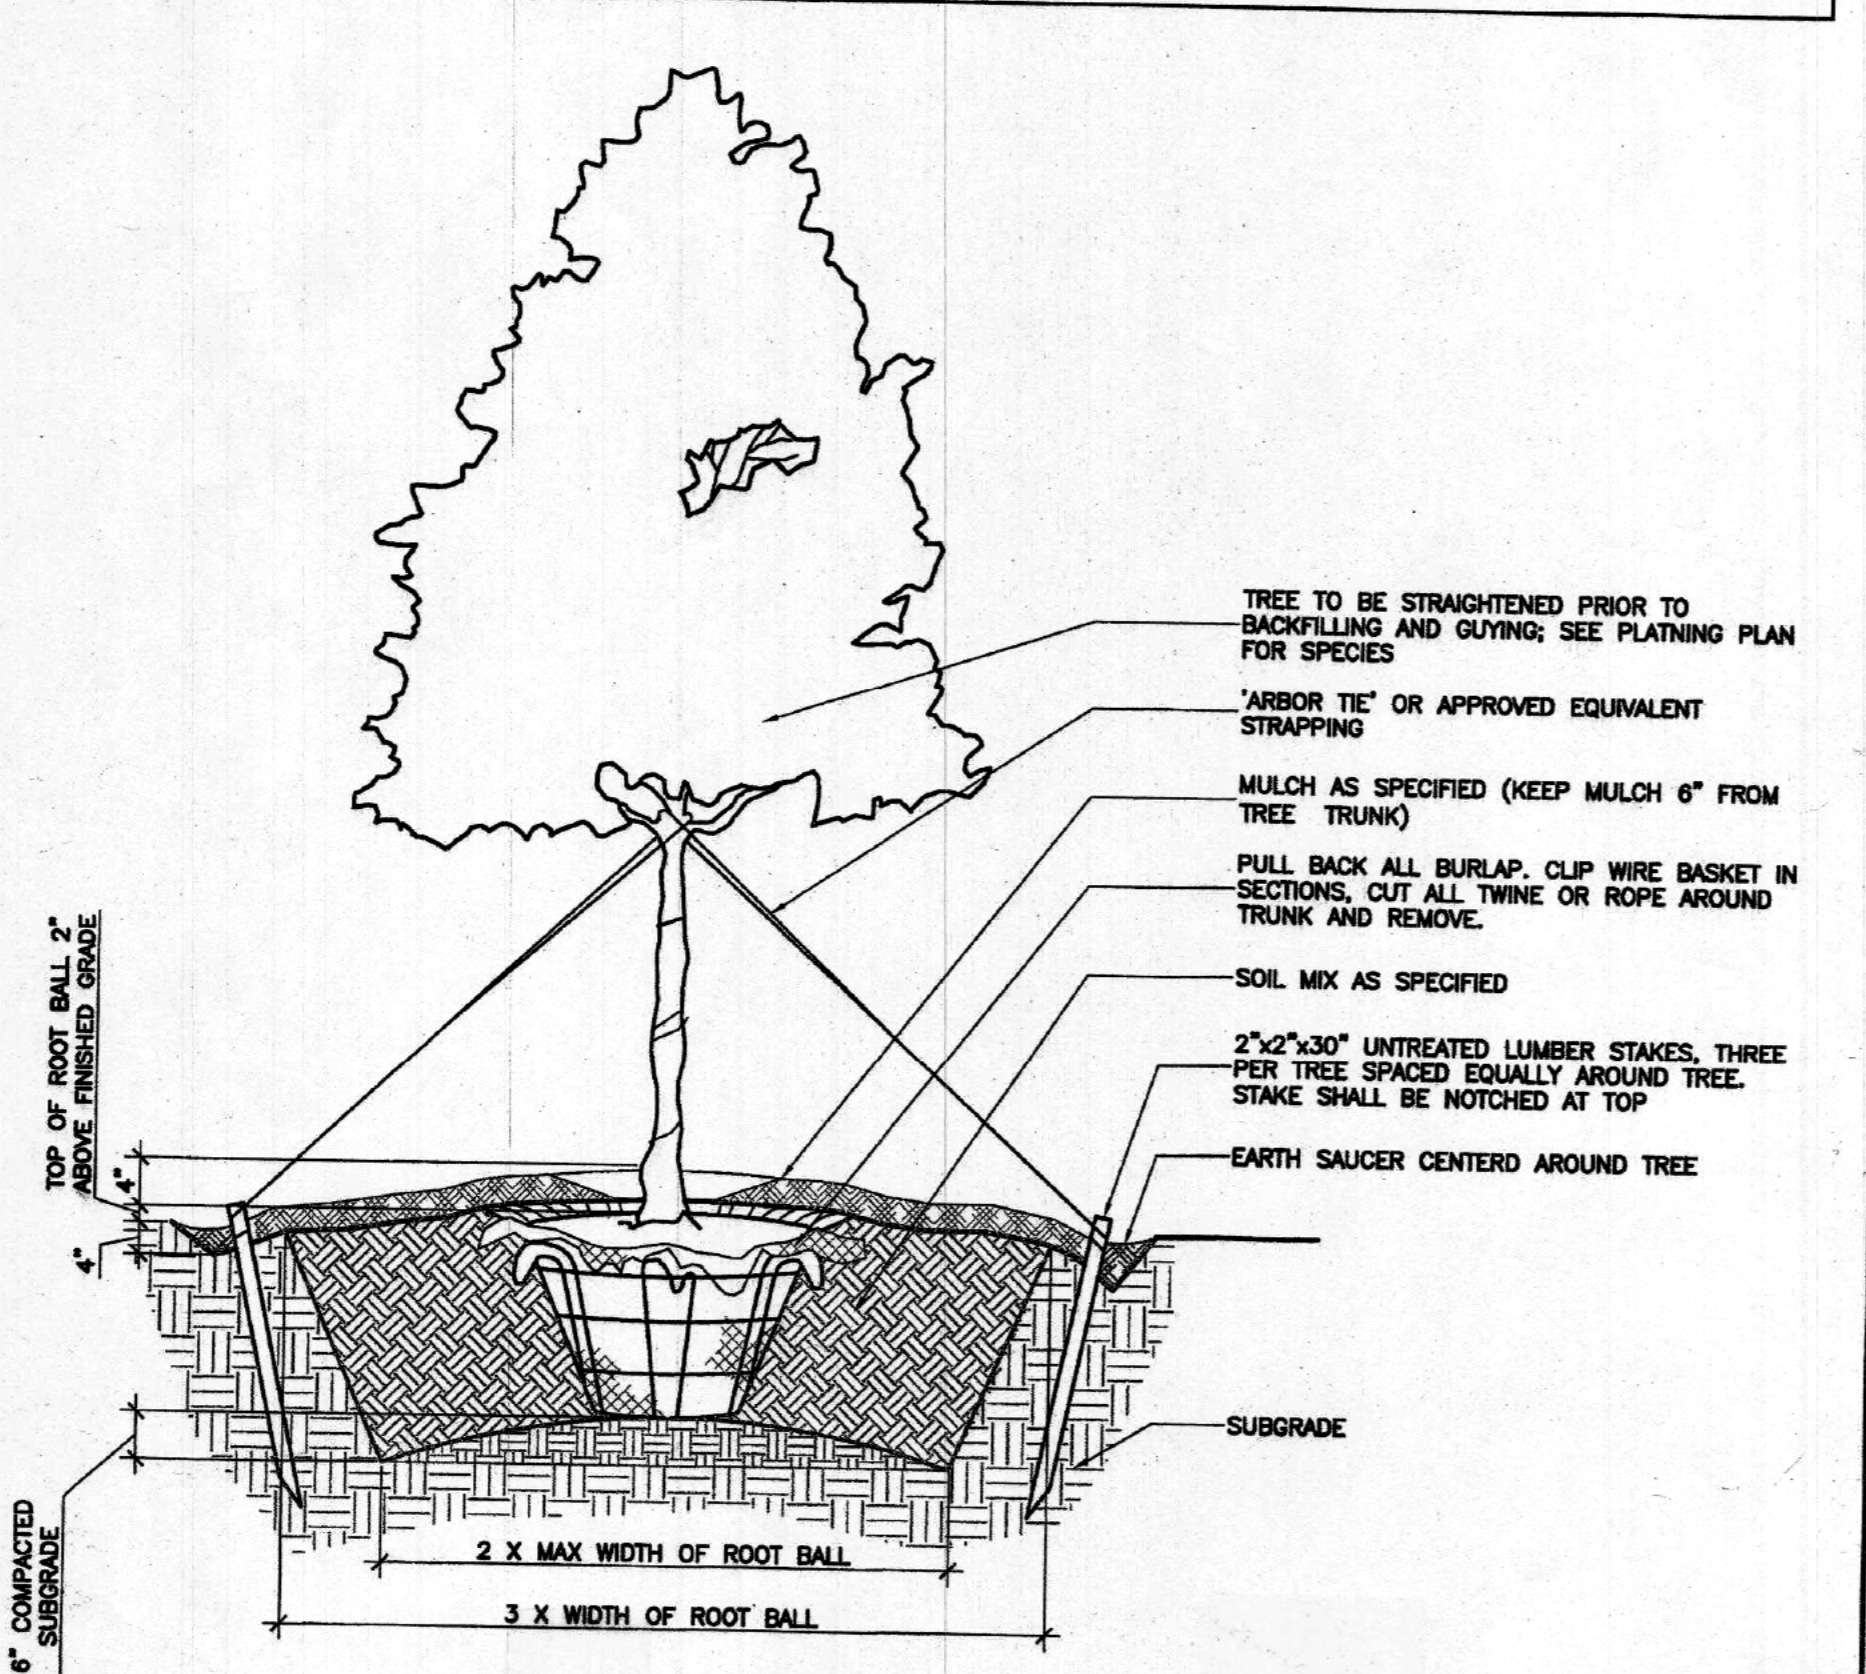 TREE TO BE STRAIGHTENED PRIOR TO
BACKFILLING AND GUYING; SEE PLATNING PLAN
FOR SPECIES
'ARBOR TIE' OR APPROVED EQUIVALENT
STRAPPING
MULCH AS SPECIFIED (KEEP MULCH 6" FROM
TREE TRUNK)
PULL BACK ALL BURLAP. CLIP WIRE BASKET IN
SECTIONS, CUT ALL TWINE OR ROPE AROUND
TRUNK AND REMOVE.
SOIL MIX AS SPECIFIED
2"x2"x30" UNTREATED LUMBER STAKES, THREE
PER TREE SPACED EQUALLY AROUND TREE.
STAKE SHALL BE NOTCHED AT TOP
EARTH SAUCER CENTERD AROUND TREE
SUBGRADE
TOP OF ROOT BALL 2"
ABOVE FINISHED GRADE
4"
4"
6" COMPACTED
SUBGRADE
2 X MAX WIDTH OF ROOT BALL
3 X WIDTH OF ROOT BALL